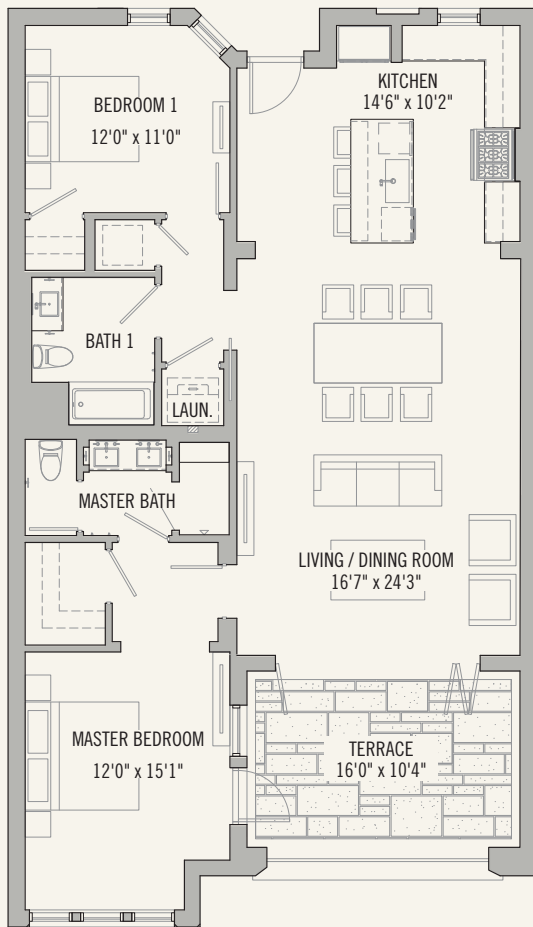 KITCHEN
14'6" x 10'2"
BEDROOM 1
12'0" x 11'0"
BATH 1
LAUN.
MASTER BATH
LIVING / DINING ROOM
16'7" x 24'3"
MASTER BEDROOM
12'0" x 15'1"
TERRACE
16'0" x 10'4"